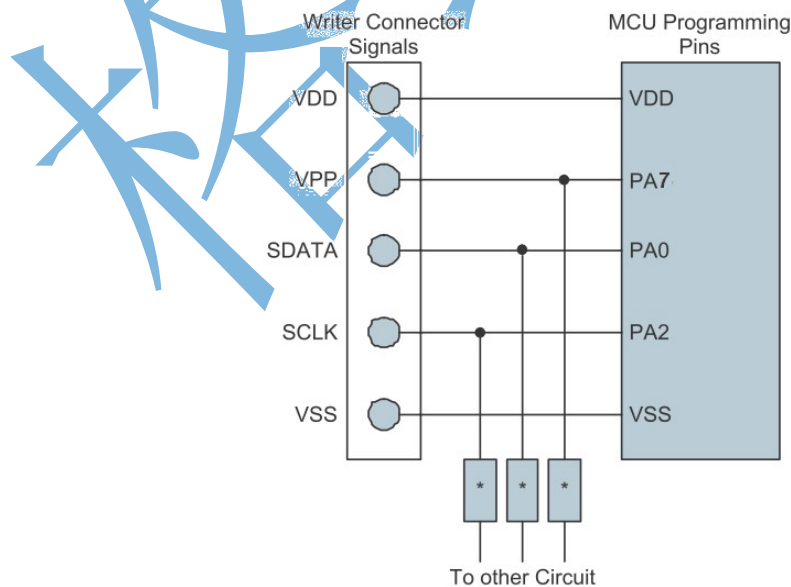 Writer Connector
Signals
MCU Programming
Pins
VDD
VDD
VPP
PA7
SDATA
PA0
SCLK
PA2
VSS
VSS
* * *
To other Circuit